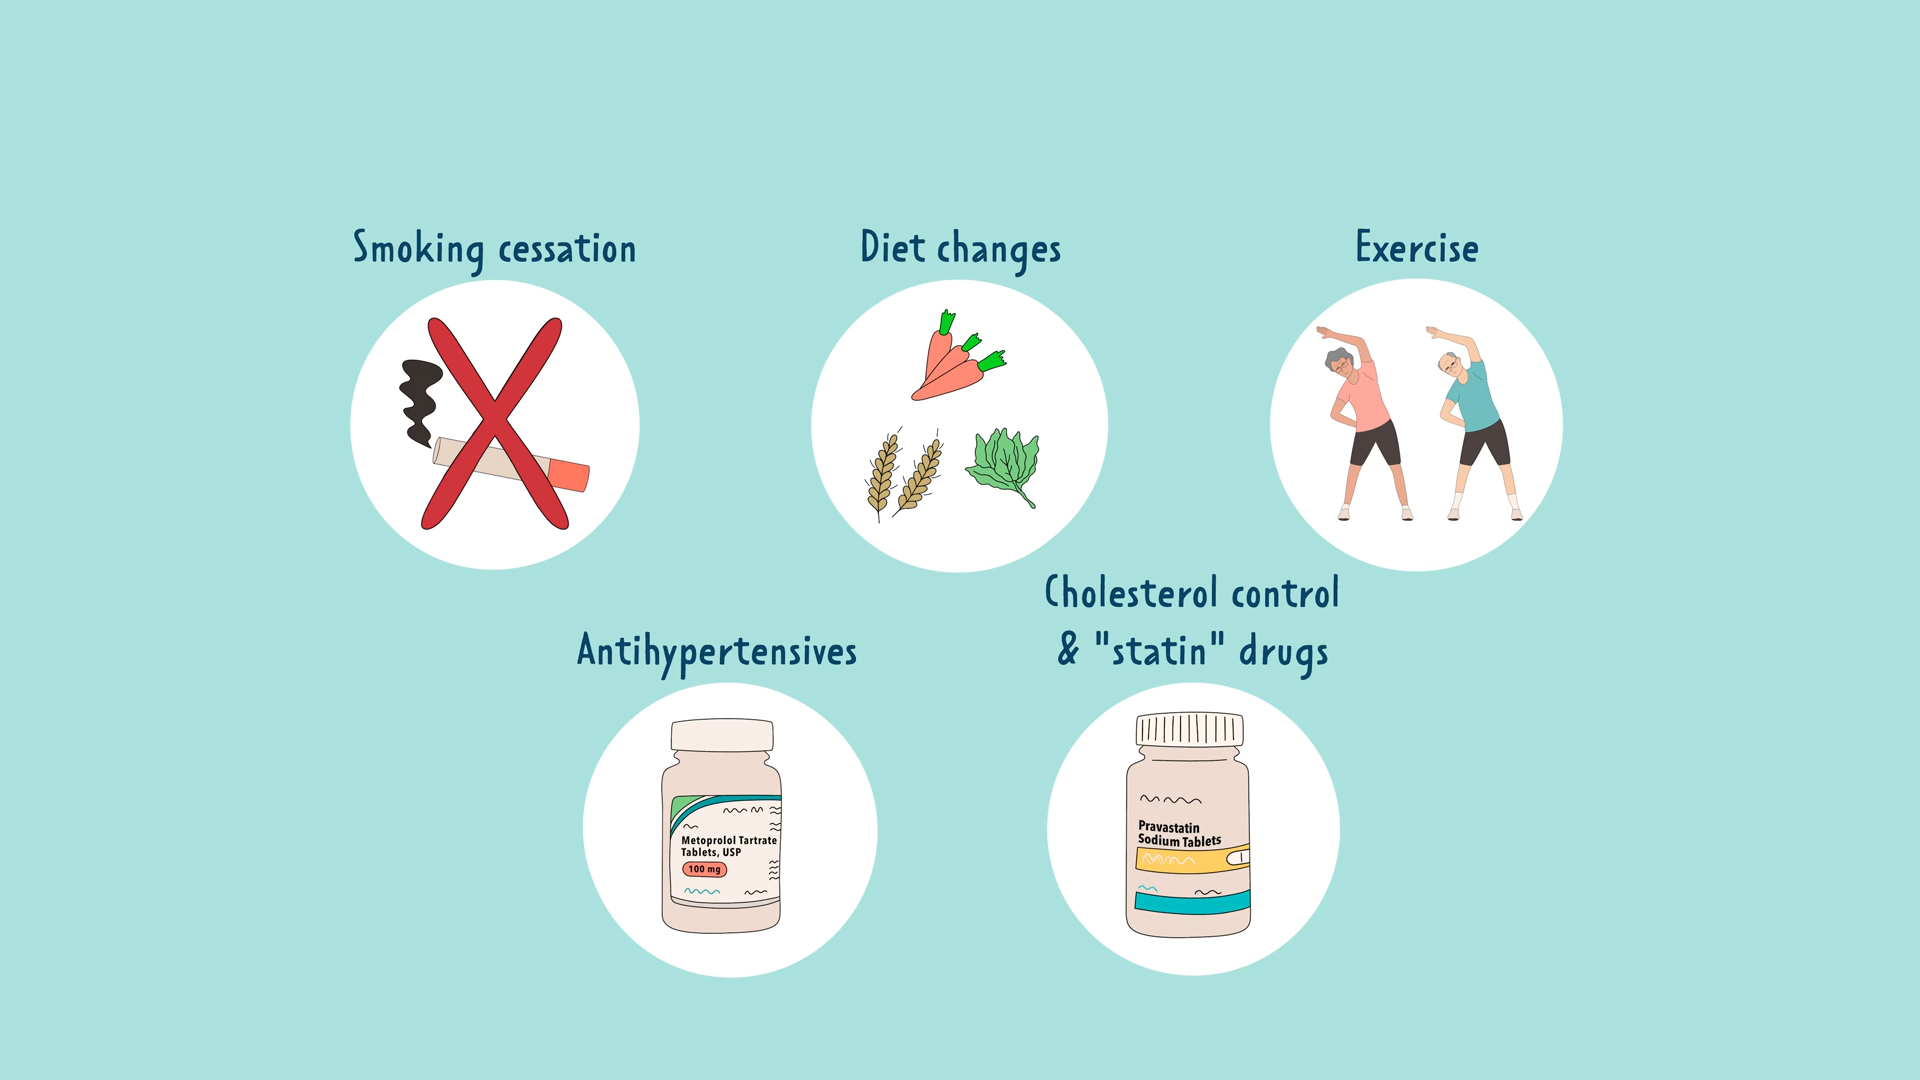 Smoking cessation
Diet changes
Exercise
Antihypertensives
Cholesterol control
& "statin" drugs
Metoprolol Tartrate
Tablets, USP
100 mg
Pravastatin
Sodium Tablets